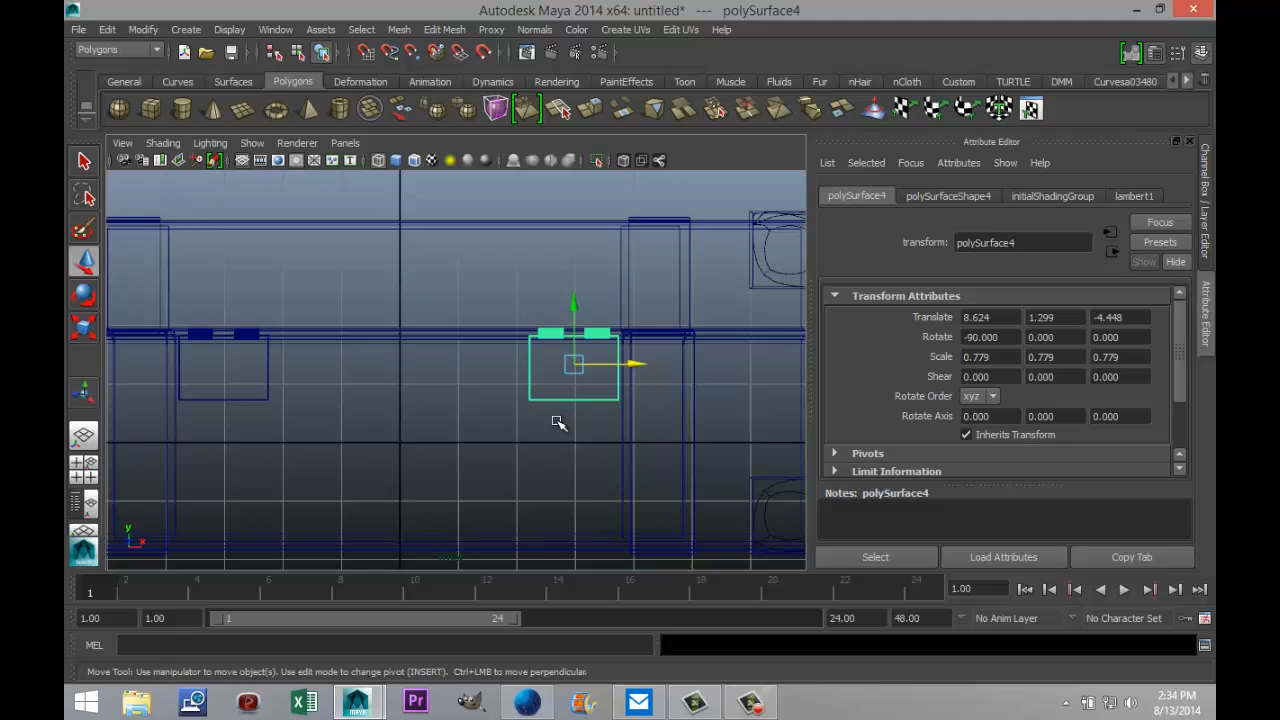 Autodesk Maya 2014 x64: untitled* --- polySurface4
File Edit Modify Create Display Window Assets Select Mesh Edit Mesh Normals Proxy Color Create UVs Edit UVs Help
Polygons
General Curves Surfaces Polygons Deformation Animation Dynamics Rendering PaintEffects Toon Muscle Fluids Fur nHair nCloth Custom TURTLE DMM Curvesa03480
View Shading Lighting Show Renderer Panels
Attribute Editor
List Selected Focus Attributes Show Help
polySurface4 polySurfaceShape4 initialShadingGroup lambert1
transform: polySurface4
Focus
Presets
Show Hide
Transform Attributes
Translate 8.624 1.299 -4.448
Rotate -90.000 0.000 0.000
Scale 0.779 0.779 0.779
Shear 0.000 0.000 0.000
Rotate Order xyz
Rotate Axis 0.000 0.000 0.000
Inherits Transform
Pivots
Limit Information
Notes: polySurface4
Select Load Attributes Copy Tab
Channel Box / Layer Editor
Attribute Editor
y
x
2 4 6 8 10 12 14 16 18 20 22 24
1
1.00
1.00 1.00 1 24 24.00 48.00 No Anim Layer No Character Set
MEL
Move Tool: Use manipulator to move object(s). Use edit mode to change pivot (INSERT). Ctrl+LMB to move perpendicular.
Pr
2:34 PM
8/13/2014